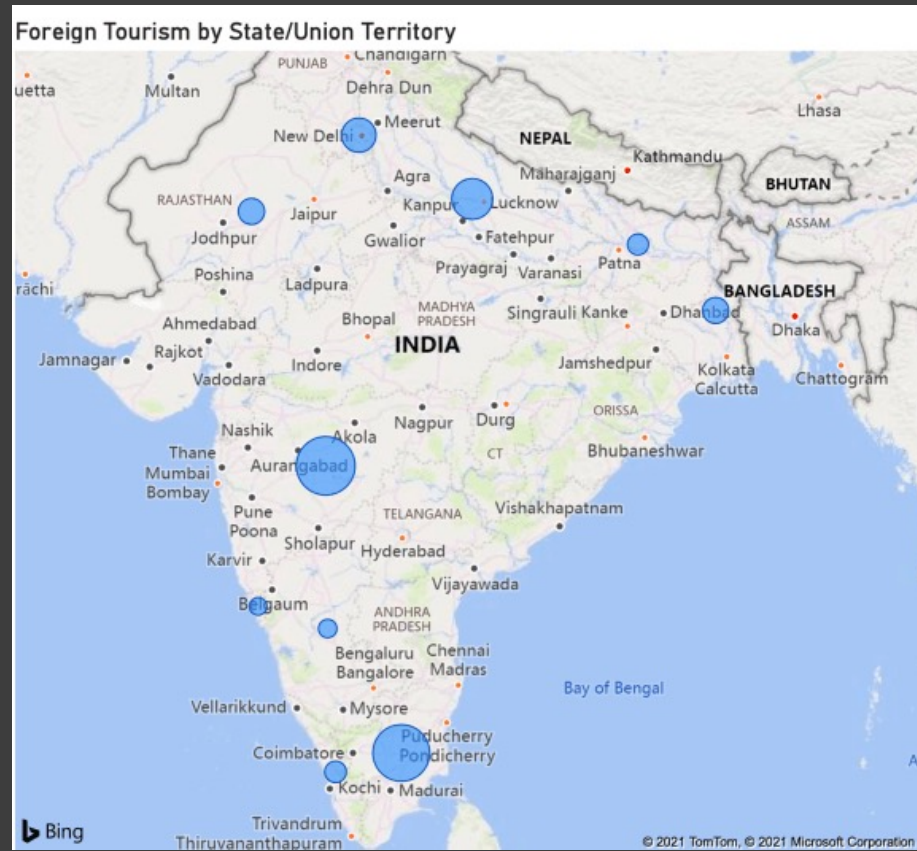 Foreign Tourism by State/Union Territory
PUNJAB
Chandigarh
uetta
Multan
Dehra Dun
Lhasa
New Delhi
Meerut
NEPAL
Kathmandu
Agra
Maharajganj
BHUTAN
RAJASTHAN
Jaipur
Kanpur
Lucknow
ASSAM
Jodhpur
Gwalior
Fatehpur
Patna
Poshina
Ladpura
Prayagraj
Varanasi
rāchi
BANGLADESH
MADHYA
PRADESH
Singrauli
Kanke
Dhanbad
Dhaka
Ahmedabad
Bhopal
INDIA
Jamnagar
Rajkot
Indore
Jamshedpur
Kolkata
Calcutta
Chattogram
Vadodara
Nagpur
Durg
ORISSA
Nashik
Akola
Bhubaneshwar
Thane
Mumbai
Bombay
Aurangabad
CT
Pune
Poona
TELANGANA
Vishakhapatnam
Sholapur
Hyderabad
Karvir
Vijayawada
Belgaum
ANDHRA
PRADESH
Bengaluru
Bangalore
Chennai
Madras
Bay of Bengal
Vellarikkund
Mysore
Puducherry
Pondicherry
Coimbatore
Kochi
Madurai
A
Trivandrum
Thiruvananthapuram
Bing
© 2021 TomTom, © 2021 Microsoft Corporation